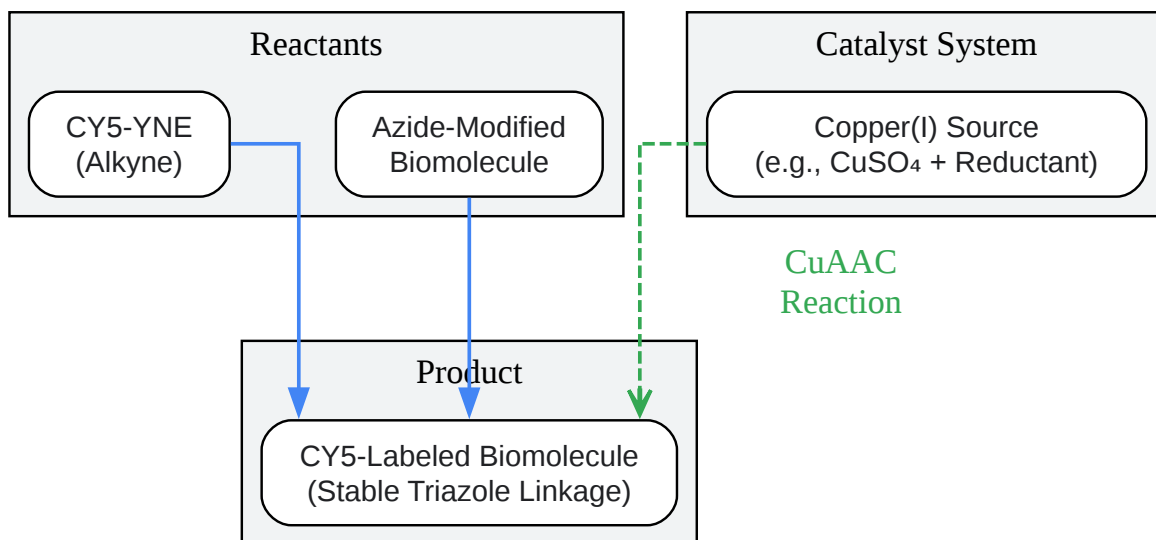 Reactants
CY5-YNE
(Alkyne)
Azide-Modified
Biomolecule
Catalyst System
Copper(I) Source
(e.g., CuSO₄ + Reductant)
CuAAC
Reaction
Product
CY5-Labeled Biomolecule
(Stable Triazole Linkage)